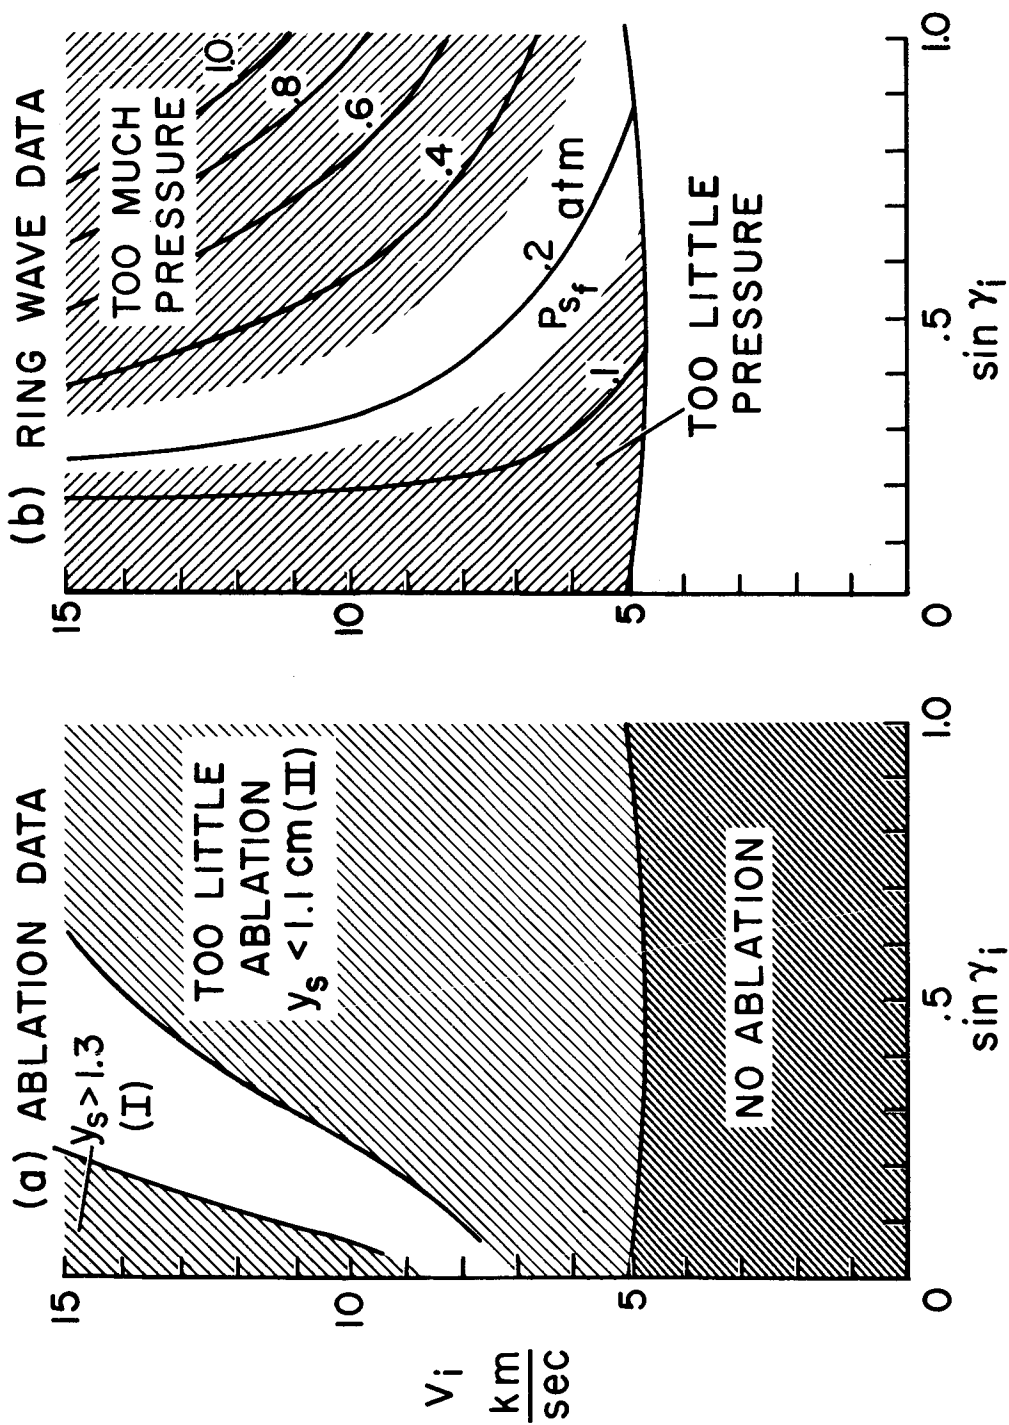 (a) ABLATION DATA
15
10
5
0
V_i
km
sec
y_s>1.3
(I)
TOO LITTLE
ABLATION
y_s <1.1cm(II)
NO ABLATION
.5
1.0
sin γ_i
(b) RING WAVE DATA
15
10
5
0
TOO MUCH
PRESSURE
1.0
.8
.6
.4
.2 atm
P_s_f
.1
TOO LITTLE
PRESSURE
.5
1.0
sin γ_i